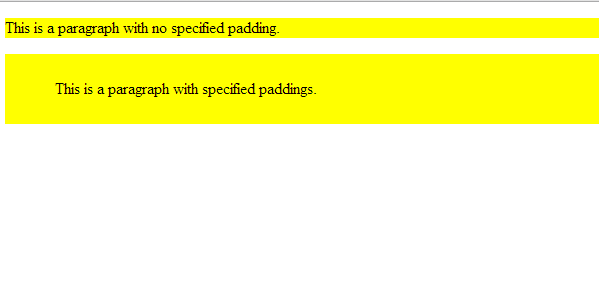 This is a paragraph with no specified padding.
This is a paragraph with specified paddings.